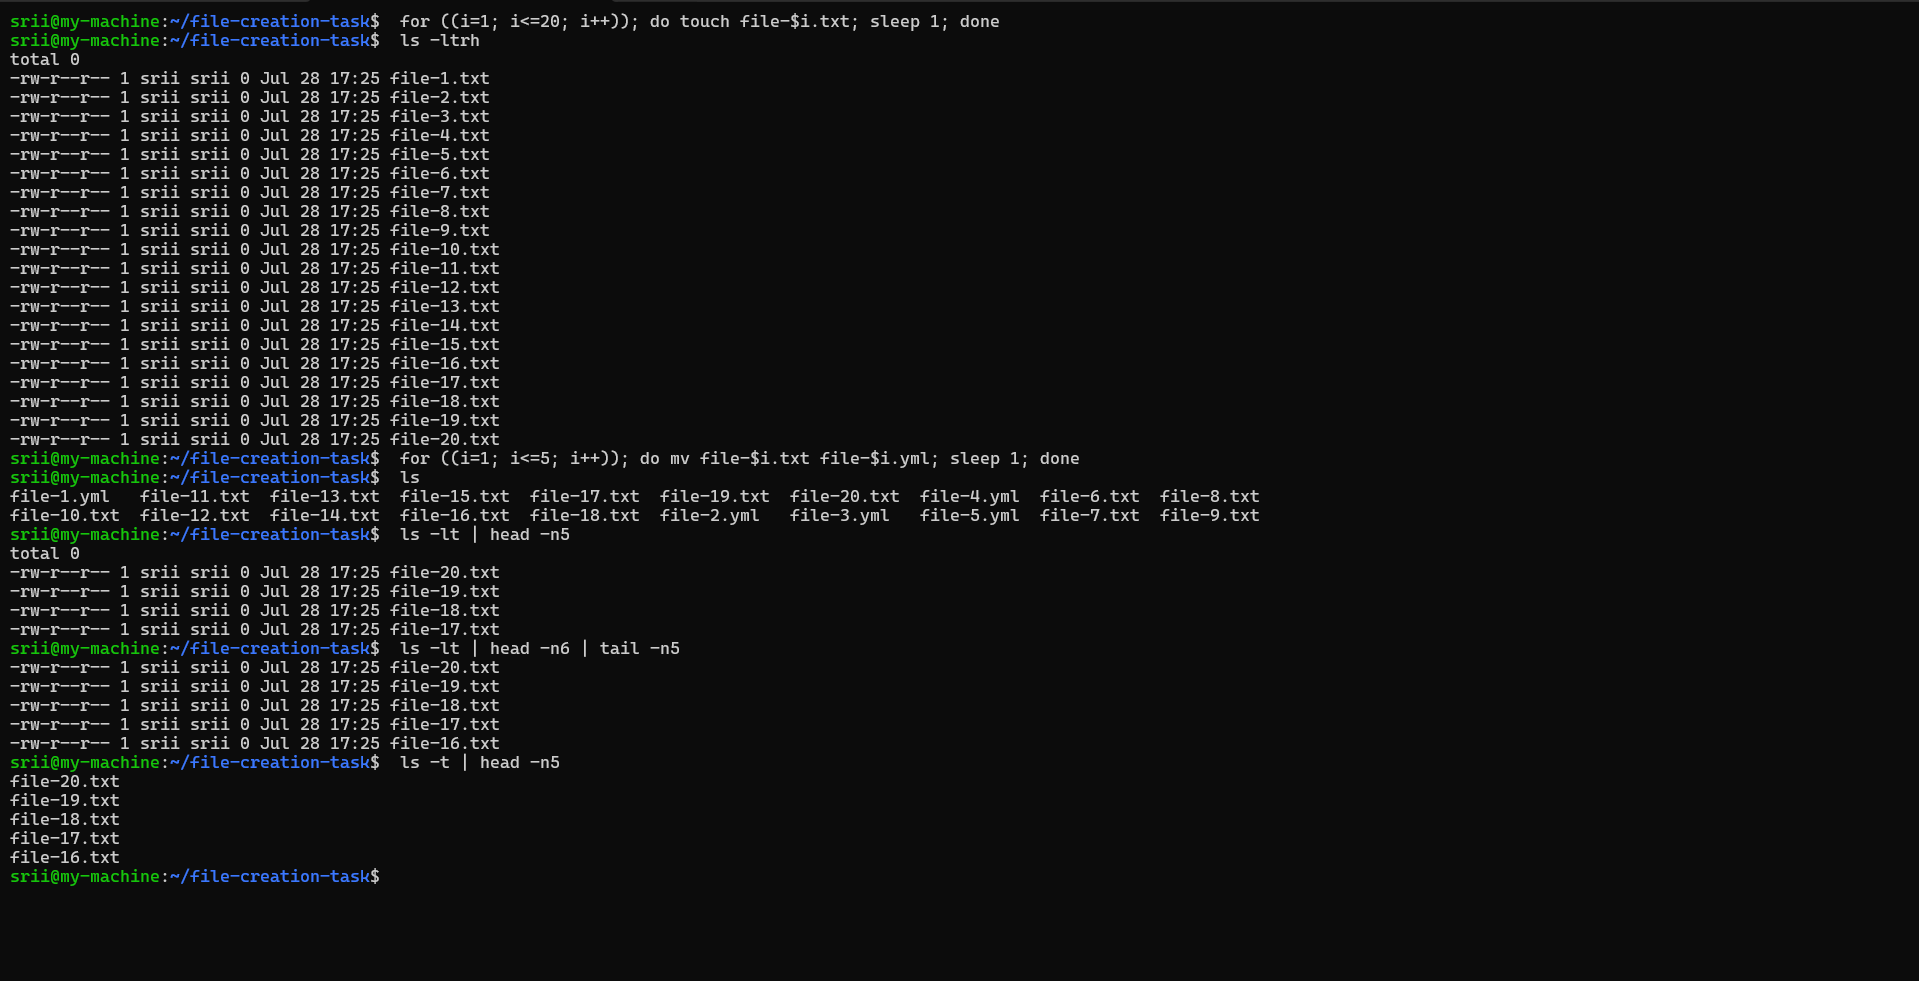 srii@my-machine:~/file-creation-task$  for ((i=1; i<=20; i++)); do touch file-$i.txt; sleep 1; done
srii@my-machine:~/file-creation-task$  ls -ltrh
total 0
-rw-r--r-- 1 srii srii 0 Jul 28 17:25 file-1.txt
-rw-r--r-- 1 srii srii 0 Jul 28 17:25 file-2.txt
-rw-r--r-- 1 srii srii 0 Jul 28 17:25 file-3.txt
-rw-r--r-- 1 srii srii 0 Jul 28 17:25 file-4.txt
-rw-r--r-- 1 srii srii 0 Jul 28 17:25 file-5.txt
-rw-r--r-- 1 srii srii 0 Jul 28 17:25 file-6.txt
-rw-r--r-- 1 srii srii 0 Jul 28 17:25 file-7.txt
-rw-r--r-- 1 srii srii 0 Jul 28 17:25 file-8.txt
-rw-r--r-- 1 srii srii 0 Jul 28 17:25 file-9.txt
-rw-r--r-- 1 srii srii 0 Jul 28 17:25 file-10.txt
-rw-r--r-- 1 srii srii 0 Jul 28 17:25 file-11.txt
-rw-r--r-- 1 srii srii 0 Jul 28 17:25 file-12.txt
-rw-r--r-- 1 srii srii 0 Jul 28 17:25 file-13.txt
-rw-r--r-- 1 srii srii 0 Jul 28 17:25 file-14.txt
-rw-r--r-- 1 srii srii 0 Jul 28 17:25 file-15.txt
-rw-r--r-- 1 srii srii 0 Jul 28 17:25 file-16.txt
-rw-r--r-- 1 srii srii 0 Jul 28 17:25 file-17.txt
-rw-r--r-- 1 srii srii 0 Jul 28 17:25 file-18.txt
-rw-r--r-- 1 srii srii 0 Jul 28 17:25 file-19.txt
-rw-r--r-- 1 srii srii 0 Jul 28 17:25 file-20.txt
srii@my-machine:~/file-creation-task$  for ((i=1; i<=5; i++)); do mv file-$i.txt file-$i.yml; sleep 1; done
srii@my-machine:~/file-creation-task$  ls
file-1.yml   file-11.txt  file-13.txt  file-15.txt  file-17.txt  file-19.txt  file-20.txt  file-4.yml  file-6.txt  file-8.txt
file-10.txt  file-12.txt  file-14.txt  file-16.txt  file-18.txt  file-2.yml   file-3.yml   file-5.yml  file-7.txt  file-9.txt
srii@my-machine:~/file-creation-task$  ls -lt | head -n5
total 0
-rw-r--r-- 1 srii srii 0 Jul 28 17:25 file-20.txt
-rw-r--r-- 1 srii srii 0 Jul 28 17:25 file-19.txt
-rw-r--r-- 1 srii srii 0 Jul 28 17:25 file-18.txt
-rw-r--r-- 1 srii srii 0 Jul 28 17:25 file-17.txt
srii@my-machine:~/file-creation-task$  ls -lt | head -n6 | tail -n5
-rw-r--r-- 1 srii srii 0 Jul 28 17:25 file-20.txt
-rw-r--r-- 1 srii srii 0 Jul 28 17:25 file-19.txt
-rw-r--r-- 1 srii srii 0 Jul 28 17:25 file-18.txt
-rw-r--r-- 1 srii srii 0 Jul 28 17:25 file-17.txt
-rw-r--r-- 1 srii srii 0 Jul 28 17:25 file-16.txt
srii@my-machine:~/file-creation-task$  ls -t | head -n5
file-20.txt
file-19.txt
file-18.txt
file-17.txt
file-16.txt
srii@my-machine:~/file-creation-task$